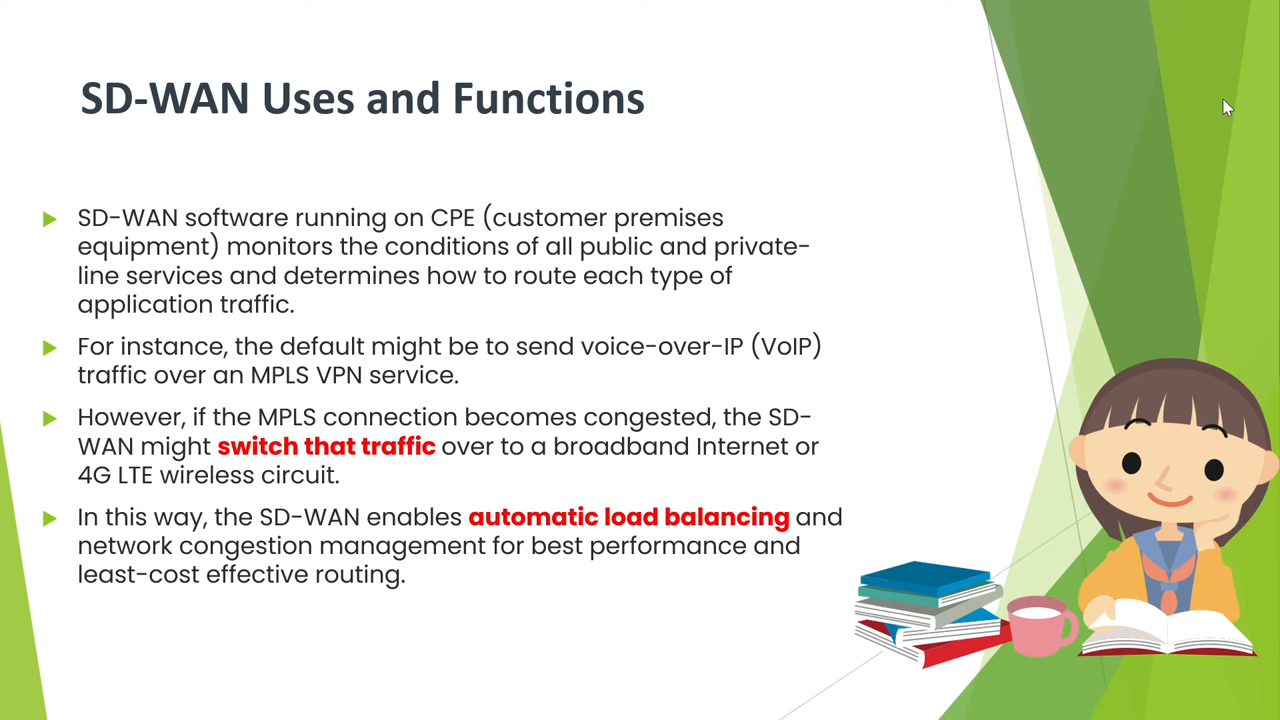 SD-WAN Uses and Functions
SD-WAN software running on CPE (customer premises
equipment) monitors the conditions of all public and private-
line services and determines how to route each type of
application traffic.
For instance, the default might be to send voice-over-IP (VoIP)
traffic over an MPLS VPN service.
However, if the MPLS connection becomes congested, the SD-
WAN might switch that traffic over to a broadband Internet or
4G LTE wireless circuit.
In this way, the SD-WAN enables automatic load balancing and
network congestion management for best performance and
least-cost effective routing.